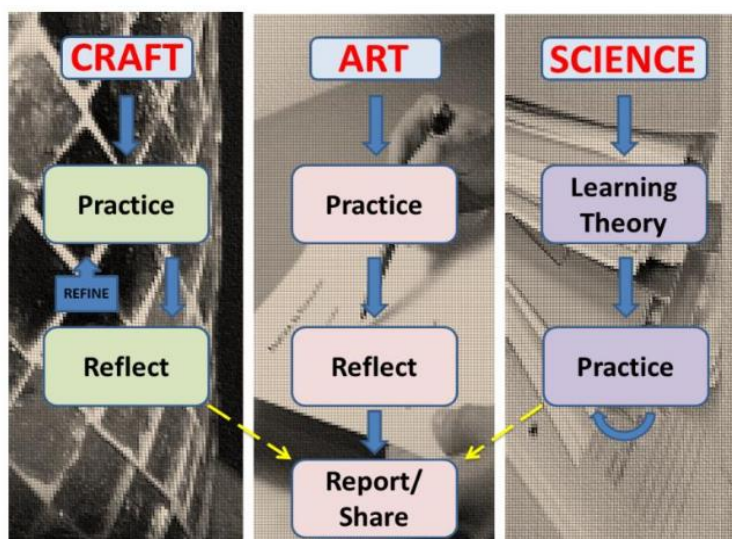 CRAFT
Practice
REFINE
Reflect
ART
Practice
Reflect
Report/
Share
SCIENCE
Learning
Theory
Practice